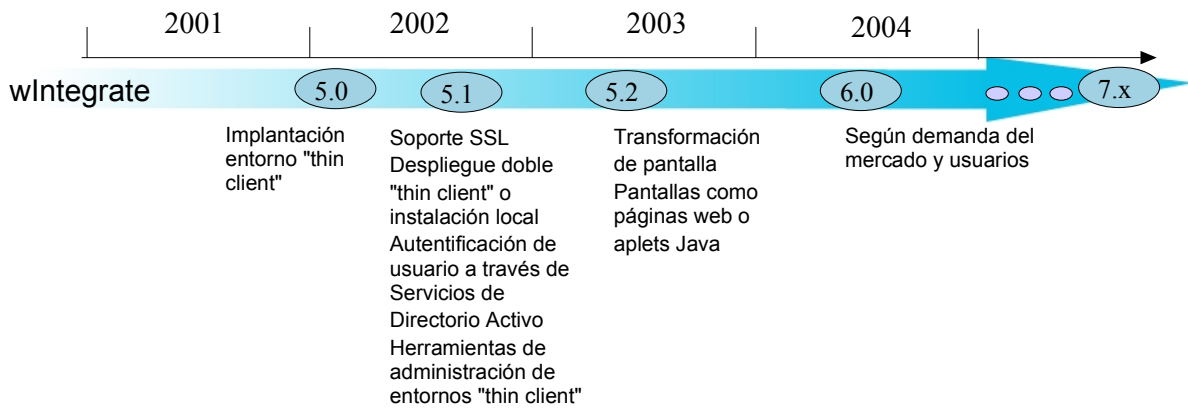 2001
2002
2003
2004
wIntegrate
5.0
5.1
5.2
6.0
7.x
Implantación
entorno "thin
client"
Soporte SSL
Despliegue doble
"thin client" o
instalación local
Autentificación de
usuario a través de
Servicios de
Directorio Activo
Herramientas de
administración de
entornos "thin client"
Transformación
de pantalla
Pantallas como
páginas web o
aplets Java
Según demanda del
mercado y usuarios